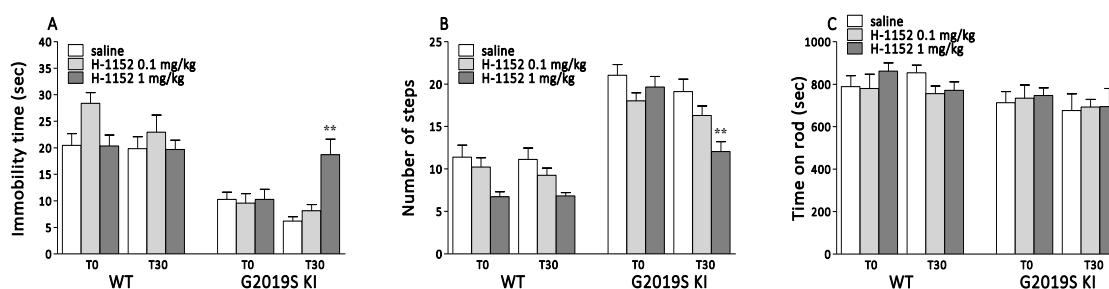 A
Immobility time (sec)
40
35
30
25
20
15
10
5
0
saline
H-1152 0.1 mg/kg
H-1152 1 mg/kg
**
T0 T30 T0 T30
WT G2019S KI
B
Number of steps
25
20
15
10
5
0
saline
H-1152 0.1 mg/kg
H-1152 1 mg/kg
**
T0 T30 T0 T30
WT G2019S KI
C
Time on rod (sec)
1000
800
600
400
200
0
saline
H-1152 0.1 mg/kg
H-1152 1 mg/kg
T0 T30 T0 T30
WT G2019S KI